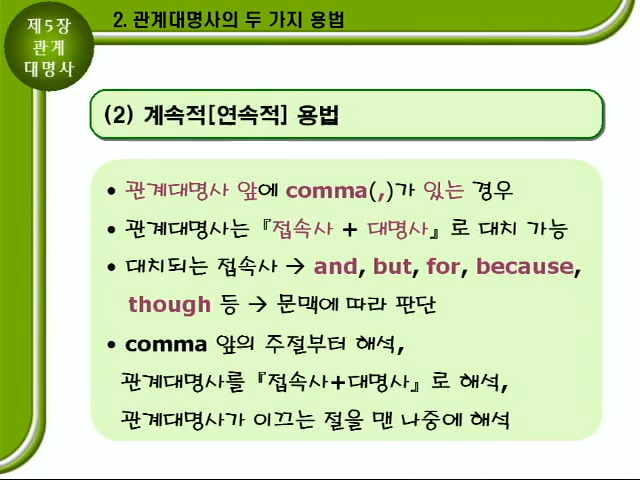 제5장
관계
대명사
2. 관계대명사의 두 가지 용법
(2) 계속적[연속적] 용법
• 관계대명사 앞에 comma(,)가 있는 경우
• 관계대명사는『접속사 + 대명사』로 대치 가능
• 대치되는 접속사 → and, but, for, because,
though 등 → 문맥에 따라 판단
• comma 앞의 주절부터 해석,
관계대명사를『접속사+대명사』로 해석,
관계대명사가 이끄는 절을 맨 나중에 해석